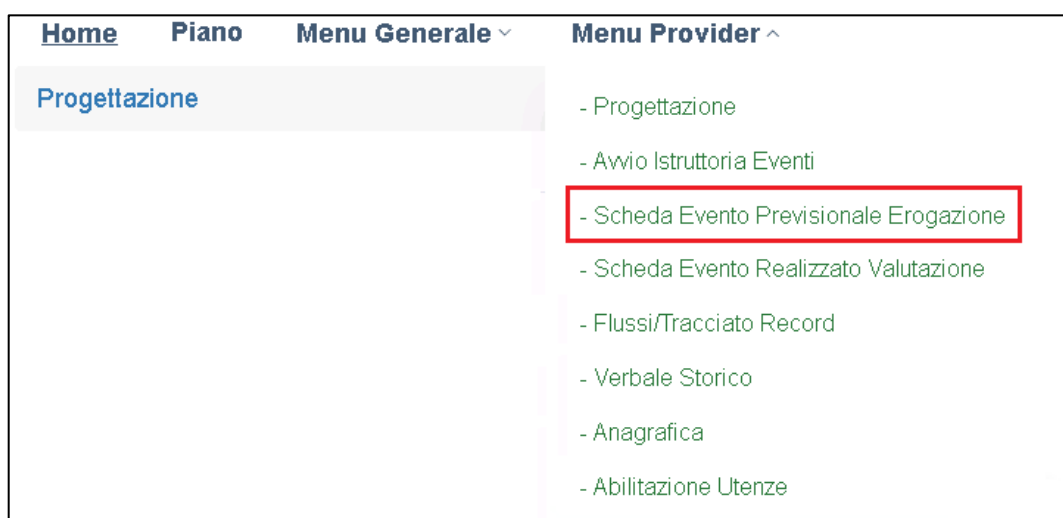 Home Piano Menu Generale Menu Provider
Progettazione
- Progettazione
- Avvio Istruttoria Eventi
- Scheda Evento Previsionale Erogazione
- Scheda Evento Realizzato Valutazione
- Flussi/Tracciato Record
- Verbale Storico
- Anagrafica
- Abilitazione Utenze